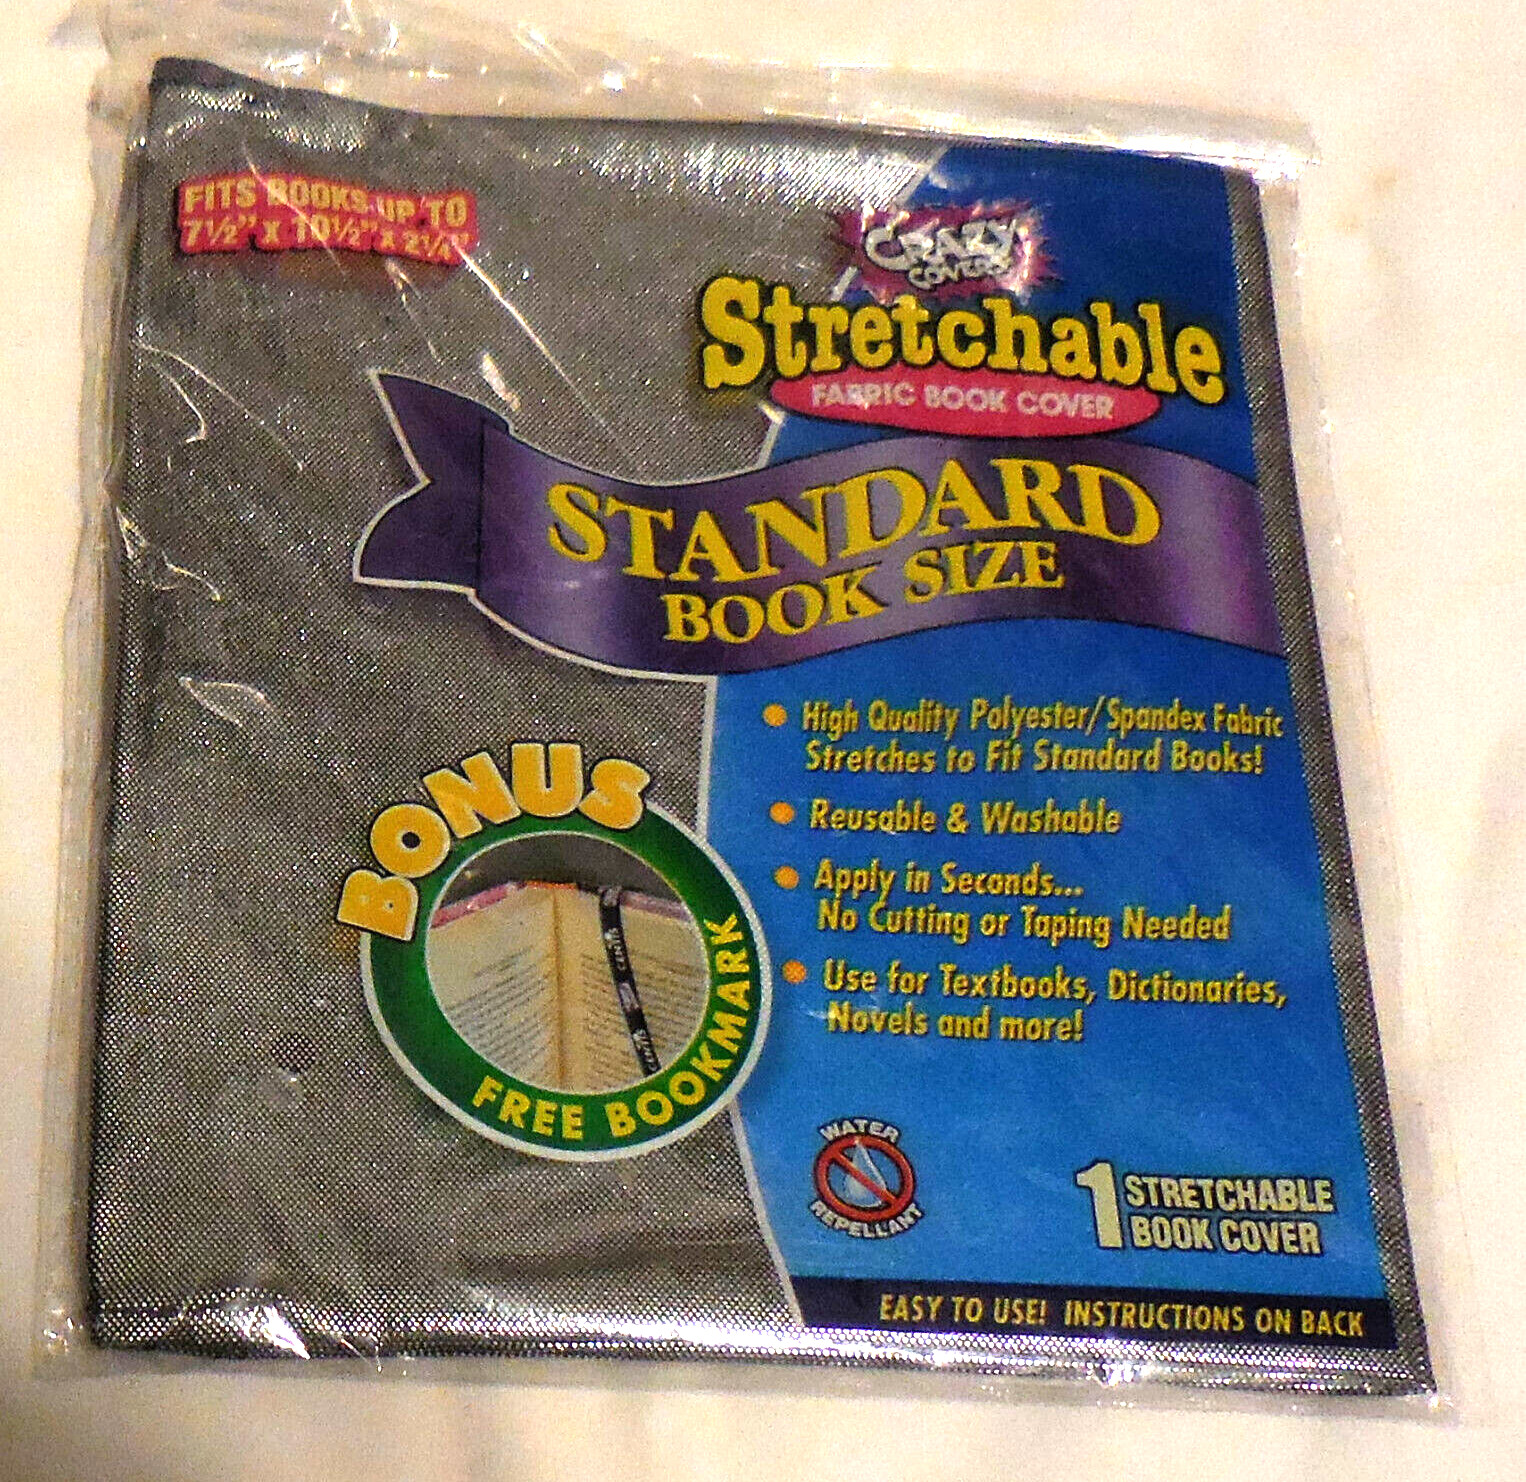 FITS BOOKS UP TO
7½" x 10½" x 2¼"
CRAZY
COVERS
Stretchable
FABRIC BOOK COVER
STANDARD
BOOK SIZE
• High Quality Polyester/Spandex Fabric
Stretches to Fit Standard Books!
• Reusable & Washable
• Apply in Seconds...
No Cutting or Taping Needed
• Use for Textbooks, Dictionaries,
Novels and more!
BONUS
FREE BOOKMARK
WATER
REPELLANT
1 STRETCHABLE
BOOK COVER
EASY TO USE! INSTRUCTIONS ON BACK